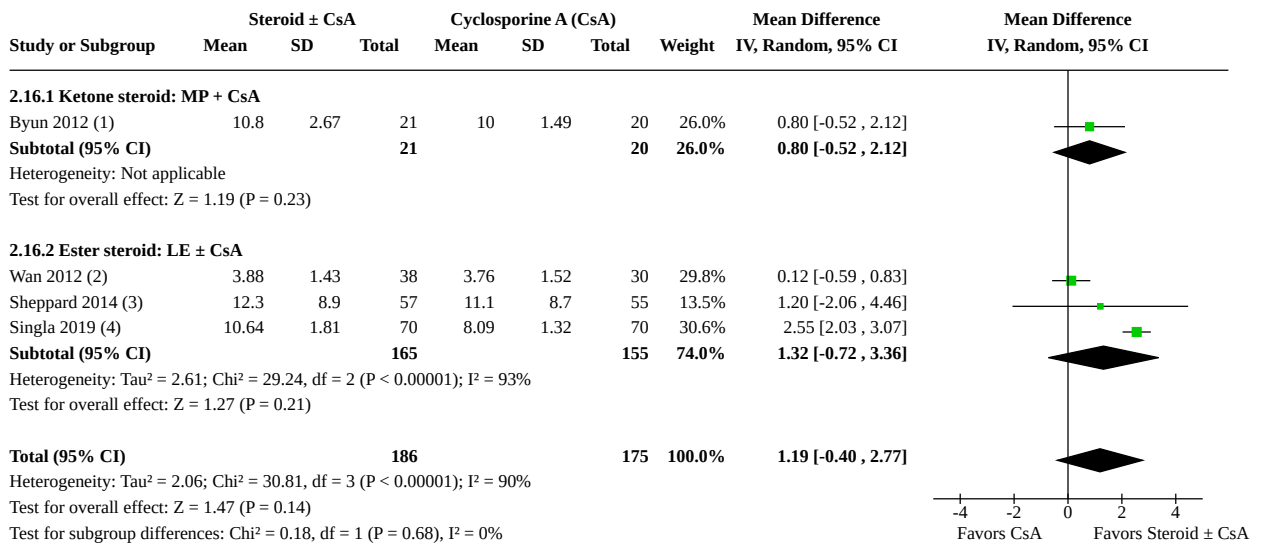 Steroid ± CsA Cyclosporine A (CsA) Mean Difference Mean Difference
Study or Subgroup Mean SD Total Mean SD Total Weight IV, Random, 95% CI IV, Random, 95% CI
2.16.1 Ketone steroid: MP + CsA
Byun 2012 (1) 10.8 2.67 21 10 1.49 20 26.0% 0.80 [-0.52 , 2.12]
Subtotal (95% CI) 21 20 26.0% 0.80 [-0.52 , 2.12]
Heterogeneity: Not applicable
Test for overall effect: Z = 1.19 (P = 0.23)
2.16.2 Ester steroid: LE ± CsA
Wan 2012 (2) 3.88 1.43 38 3.76 1.52 30 29.8% 0.12 [-0.59 , 0.83]
Sheppard 2014 (3) 12.3 8.9 57 11.1 8.7 55 13.5% 1.20 [-2.06 , 4.46]
Singla 2019 (4) 10.64 1.81 70 8.09 1.32 70 30.6% 2.55 [2.03 , 3.07]
Subtotal (95% CI) 165 155 74.0% 1.32 [-0.72 , 3.36]
Heterogeneity: Tau² = 2.61; Chi² = 29.24, df = 2 (P < 0.00001); I² = 93%
Test for overall effect: Z = 1.27 (P = 0.21)
Total (95% CI) 186 175 100.0% 1.19 [-0.40 , 2.77]
Heterogeneity: Tau² = 2.06; Chi² = 30.81, df = 3 (P < 0.00001); I² = 90%
Test for overall effect: Z = 1.47 (P = 0.14)
-4 -2 0 2 4
Test for subgroup differences: Chi² = 0.18, df = 1 (P = 0.68), I² = 0%
Favors CsA Favors Steroid ± CsA